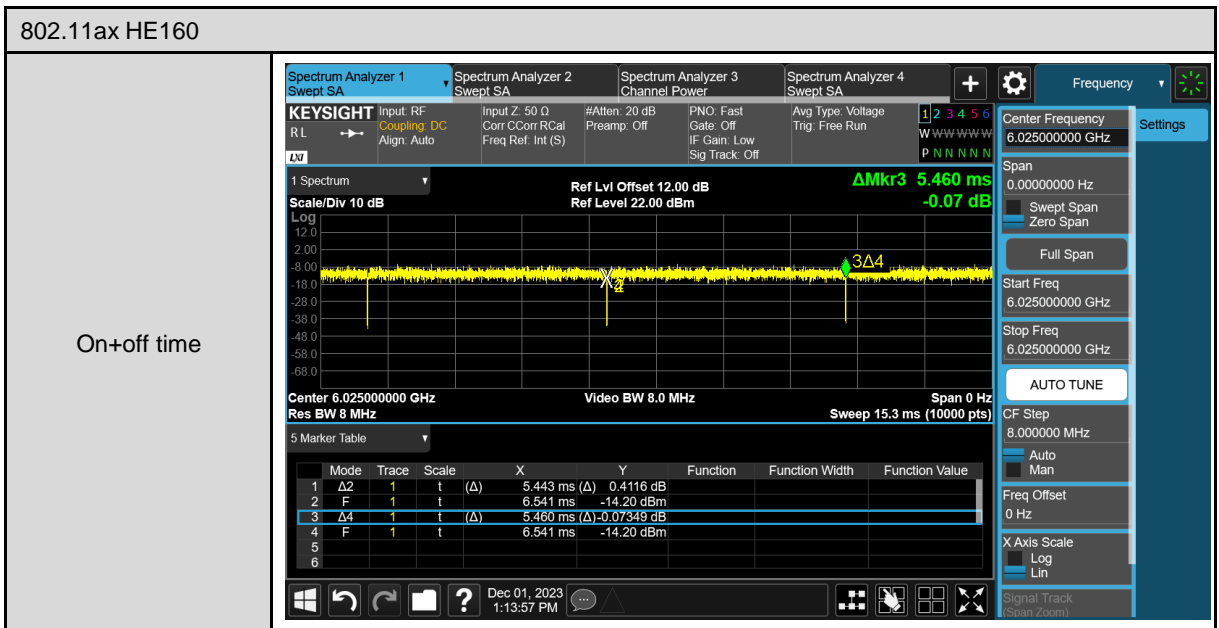 802.11ax HE160
On+off time
Spectrum Analyzer 1
Swept SA
Spectrum Analyzer 2
Swept SA
Spectrum Analyzer 3
Channel Power
Spectrum Analyzer 4
Swept SA
+
Frequency
KEYSIGHT
RL
LXI
Input: RF
Coupling: DC
Align: Auto
Input Z: 50 Ω
Corr CCorr RCal
Freq Ref: Int (S)
#Atten: 20 dB
Preamp: Off
PNO: Fast
Gate: Off
IF Gain: Low
Sig Track: Off
Avg Type: Voltage
Trig: Free Run
1 2 3 4 5 6
W W W W W W
P N N N N N
1 Spectrum
Scale/Div 10 dB
Ref Lvl Offset 12.00 dB
Ref Level 22.00 dBm
ΔMkr3 5.460 ms
-0.07 dB
Log
12.0
2.00
-8.00
-18.0
-28.0
-38.0
-48.0
-58.0
-68.0
3Δ4
Center 6.025000000 GHz
Video BW 8.0 MHz
Span 0 Hz
Res BW 8 MHz
Sweep 15.3 ms (10000 pts)
5 Marker Table
Mode Trace Scale X Y Function Function Width Function Value
1 Δ2 1 t (Δ) 5.443 ms (Δ) 0.4116 dB
2 F 1 t 6.541 ms -14.20 dBm
3 Δ4 1 t (Δ) 5.460 ms (Δ)-0.07349 dB
4 F 1 t 6.541 ms -14.20 dBm
5
6
Dec 01, 2023
1:13:57 PM
Settings
Center Frequency
6.025000000 GHz
Span
0.00000000 Hz
Swept Span
Zero Span
Full Span
Start Freq
6.025000000 GHz
Stop Freq
6.025000000 GHz
AUTO TUNE
CF Step
8.000000 MHz
Auto
Man
Freq Offset
0 Hz
X Axis Scale
Log
Lin
Signal Track
(Span Zoom)